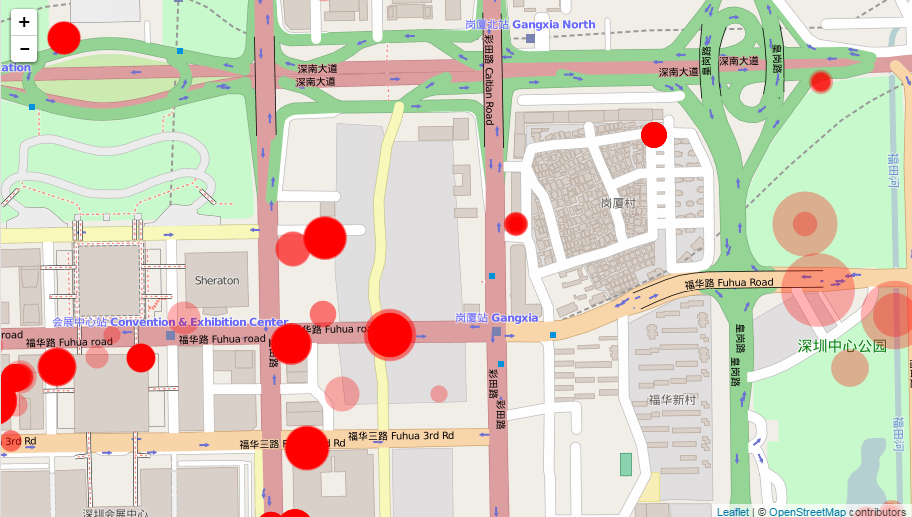 +
−
岗厦北站 Gangxia North
ation
深南大道
深南大道
深南大道
深南大道
皇岗路
皇岗路
彩田路 Caitian Road
岗厦村
福田河
Sheraton
福华路 Fuhua Road
会展中心站 Convention & Exhibition Center
岗厦站 Gangxia
road
福华路 Fuhua road
福华路 Fuhua road
华路 Fuhua ro
田路
皇岗路
皇岗路
深圳中心公园
彩田路
彩田路
福华新村
3rd Rd
福华三路 F
d Rd
福华三路 Fuhua 3rd Rd
福田河
深圳会展中心
Leaflet | © OpenStreetMap contributors